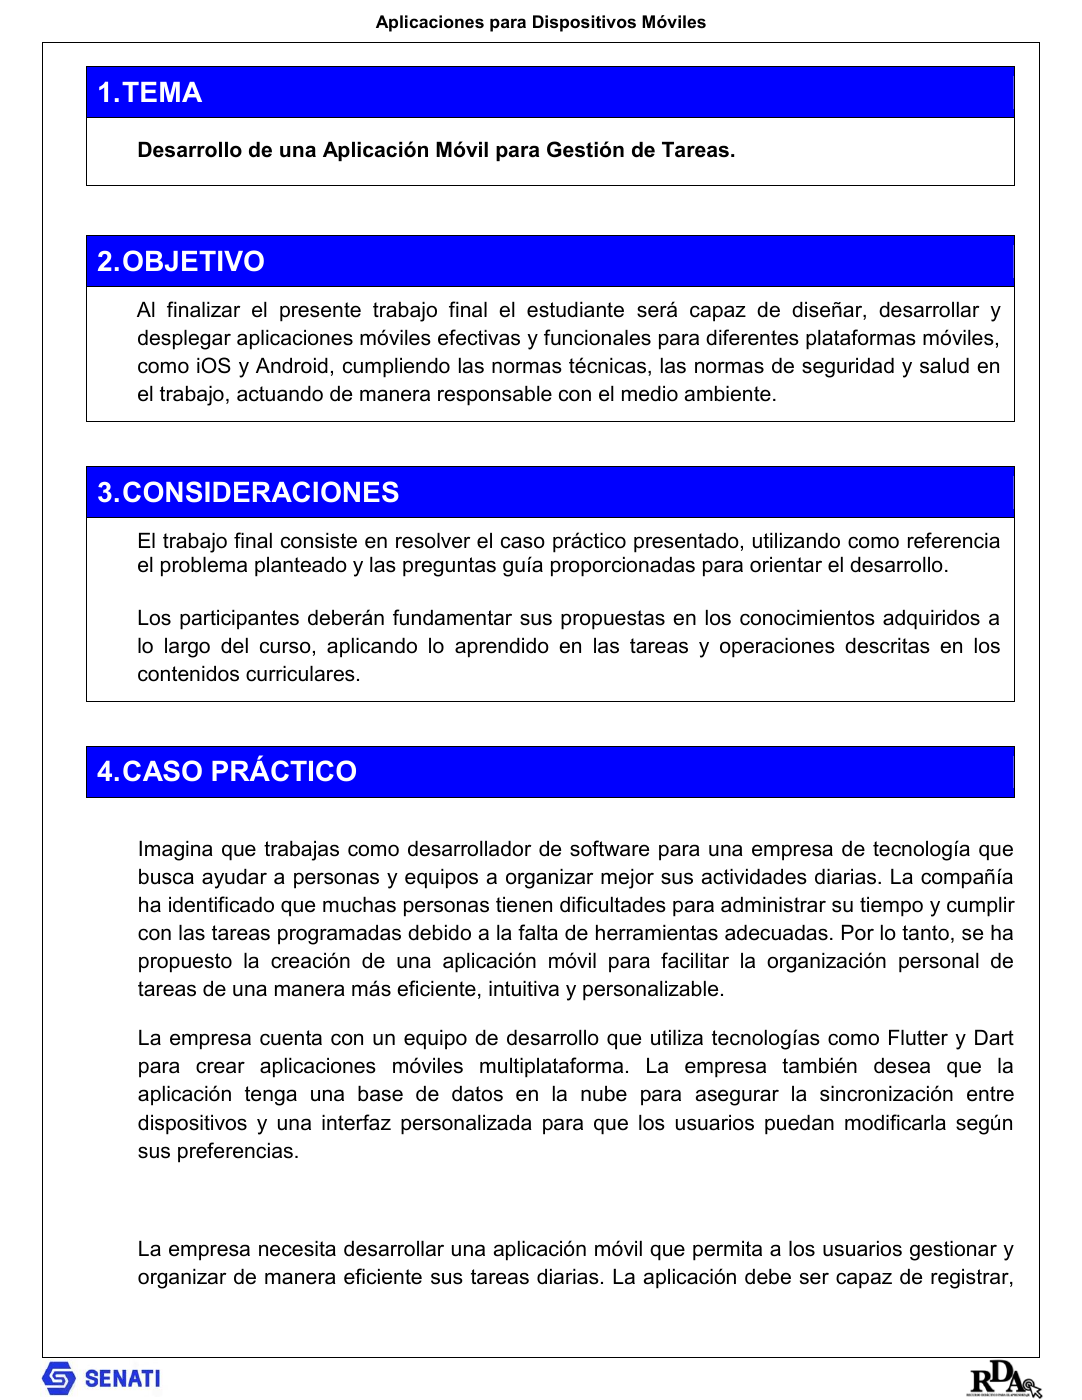 Aplicaciones para Dispositivos Móviles
1.TEMA
Desarrollo de una Aplicación Móvil para Gestión de Tareas.
2.OBJETIVO
Al finalizar el presente trabajo final el estudiante será capaz de diseñar, desarrollar y
desplegar aplicaciones móviles efectivas y funcionales para diferentes plataformas móviles,
como iOS y Android, cumpliendo las normas técnicas, las normas de seguridad y salud en
el trabajo, actuando de manera responsable con el medio ambiente.
3.CONSIDERACIONES
El trabajo final consiste en resolver el caso práctico presentado, utilizando como referencia
el problema planteado y las preguntas guía proporcionadas para orientar el desarrollo.
Los participantes deberán fundamentar sus propuestas en los conocimientos adquiridos a
lo largo del curso, aplicando lo aprendido en las tareas y operaciones descritas en los
contenidos curriculares.
4.CASO PRÁCTICO
Imagina que trabajas como desarrollador de software para una empresa de tecnología que
busca ayudar a personas y equipos a organizar mejor sus actividades diarias. La compañía
ha identificado que muchas personas tienen dificultades para administrar su tiempo y cumplir
con las tareas programadas debido a la falta de herramientas adecuadas. Por lo tanto, se ha
propuesto la creación de una aplicación móvil para facilitar la organización personal de
tareas de una manera más eficiente, intuitiva y personalizable.
La empresa cuenta con un equipo de desarrollo que utiliza tecnologías como Flutter y Dart
para crear aplicaciones móviles multiplataforma. La empresa también desea que la
aplicación tenga una base de datos en la nube para asegurar la sincronización entre
dispositivos y una interfaz personalizada para que los usuarios puedan modificarla según
sus preferencias.
La empresa necesita desarrollar una aplicación móvil que permita a los usuarios gestionar y
organizar de manera eficiente sus tareas diarias. La aplicación debe ser capaz de registrar,
SENATI
RDA